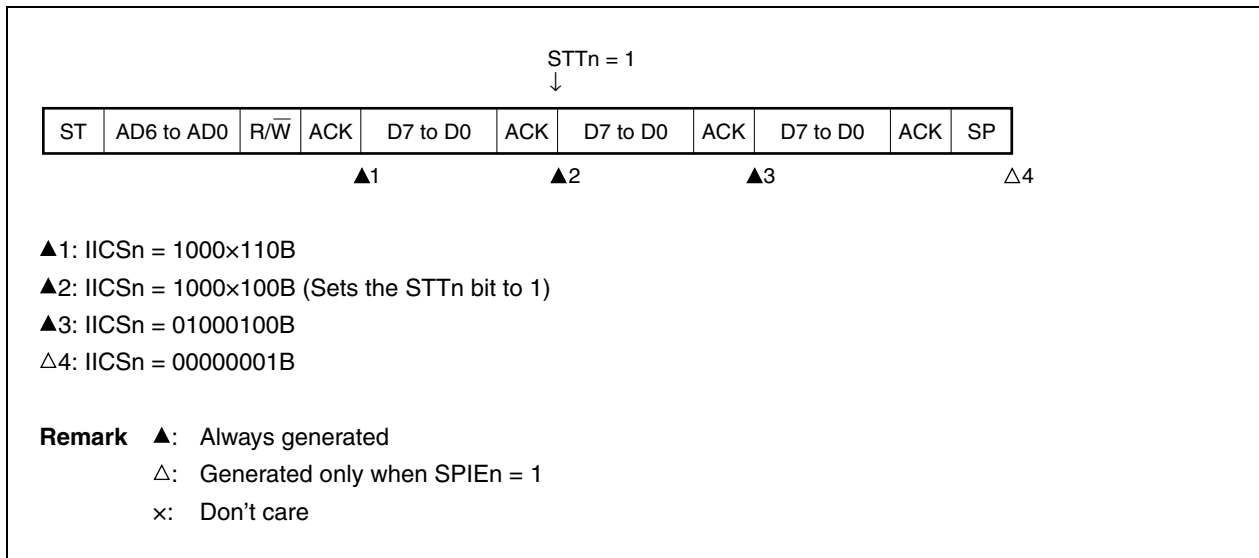 STTn = 1
↓
ST AD6 to AD0 R/W̅ ACK D7 to D0 ACK D7 to D0 ACK D7 to D0 ACK SP
▲1 ▲2 ▲3 △4
▲1: IICSn = 1000×110B
▲2: IICSn = 1000×100B (Sets the STTn bit to 1)
▲3: IICSn = 01000100B
△4: IICSn = 00000001B
Remark ▲: Always generated
△: Generated only when SPIEn = 1
×: Don't care